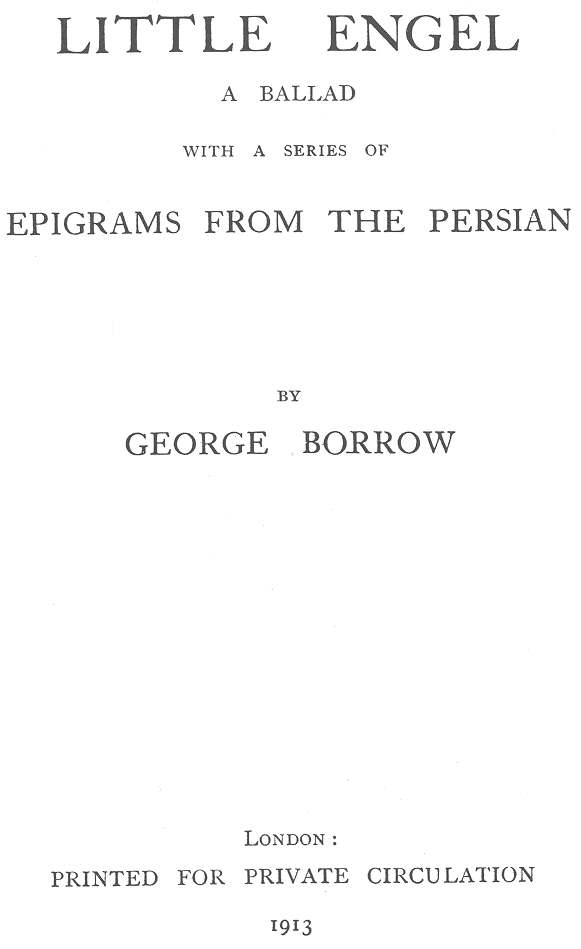 LITTLE ENGEL
A BALLAD
WITH A SERIES OF
EPIGRAMS FROM THE PERSIAN
BY
GEORGE BORROW
LONDON:
PRINTED FOR PRIVATE CIRCULATION
1913